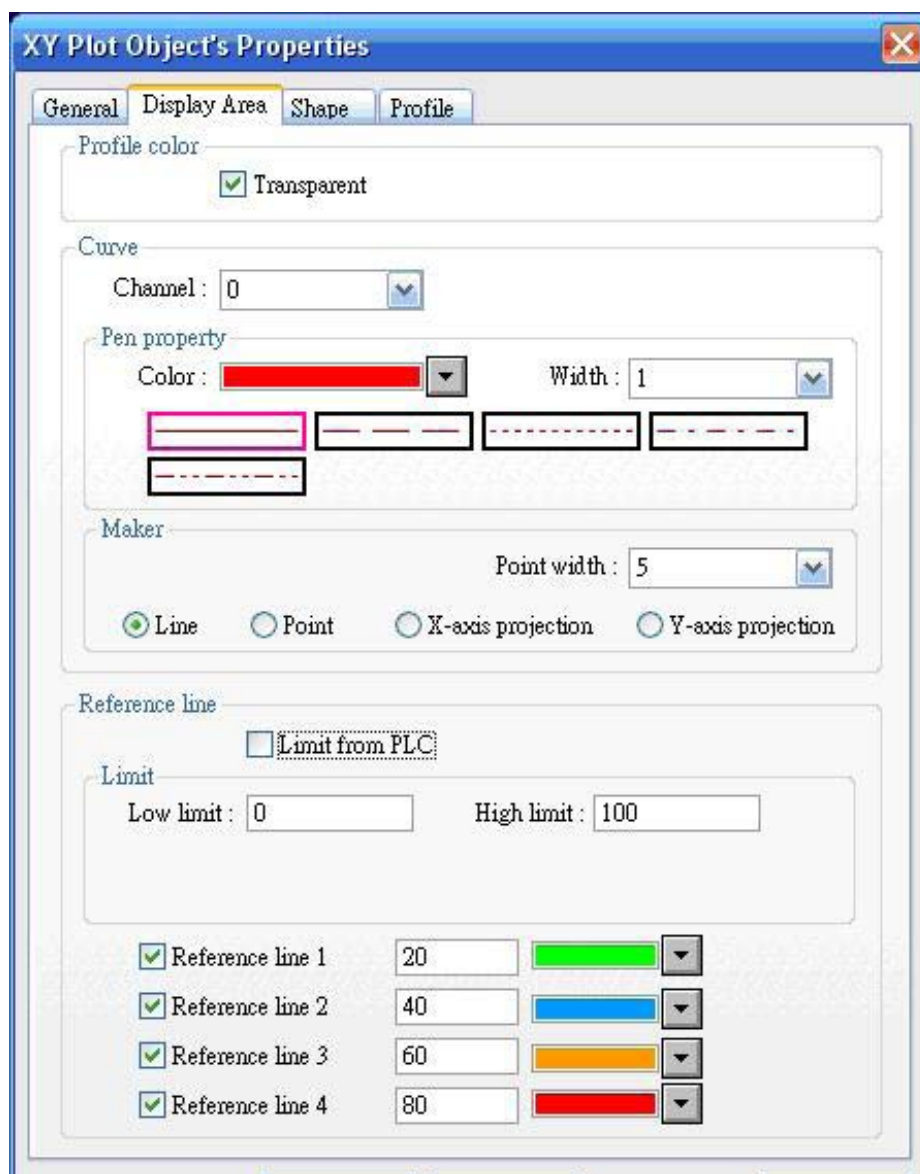 XY Plot Object's Properties
General Display Area Shape Profile
Profile color
Transparent
Curve
Channel : 0
Pen property
Color : Width : 1
Maker
Point width : 5
Line Point X-axis projection Y-axis projection
Reference line
Limit from PLC
Limit
Low limit : 0 High limit : 100
Reference line 1 20
Reference line 2 40
Reference line 3 60
Reference line 4 80